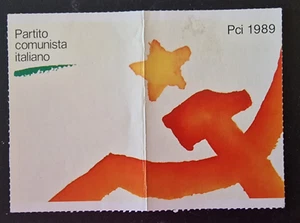 Partito
comunista
italiano
Pci 1989